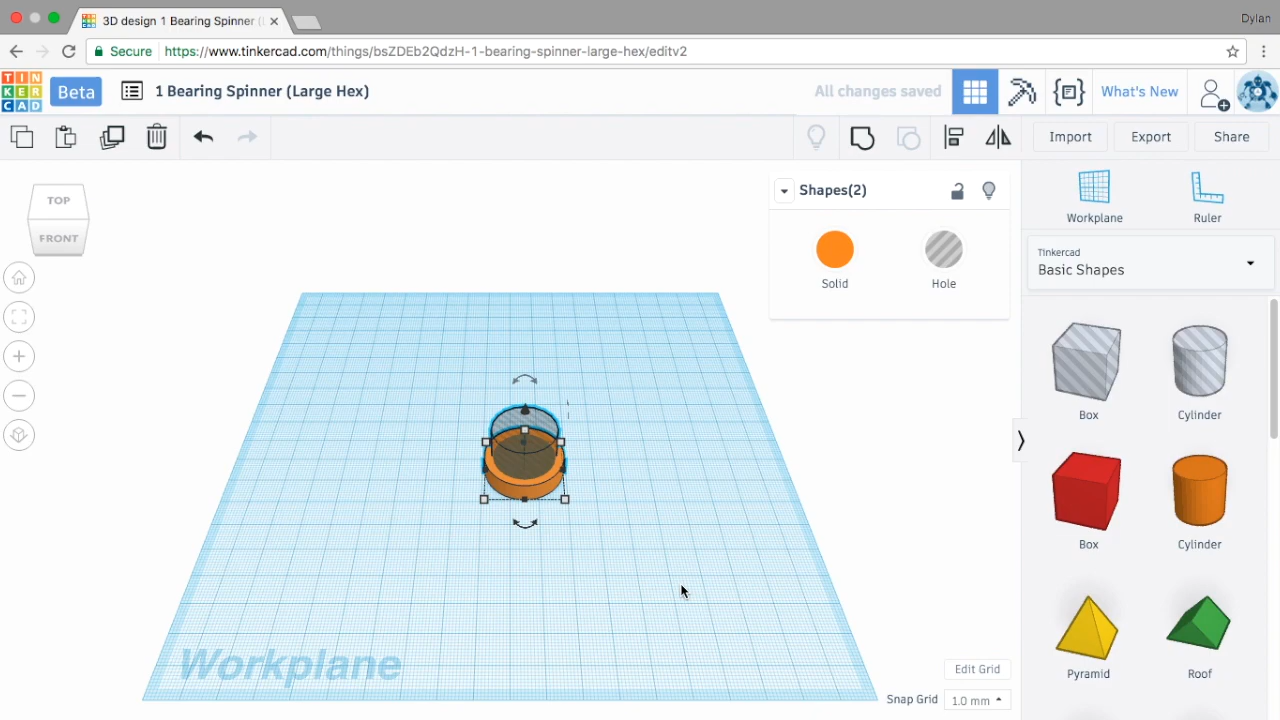 3D design 1 Bearing Spinner (
Dylan
Secure
https://www.tinkercad.com/things/bsZDEb2QdzH-1-bearing-spinner-large-hex/editv2
TIN
KER
CAD
Beta
1 Bearing Spinner (Large Hex)
All changes saved
What's New
Import
Export
Share
TOP
FRONT
Shapes(2)
Solid
Hole
Workplane
Ruler
Tinkercad
Basic Shapes
Box
Cylinder
Box
Cylinder
Pyramid
Roof
Workplane
Edit Grid
Snap Grid
1.0 mm